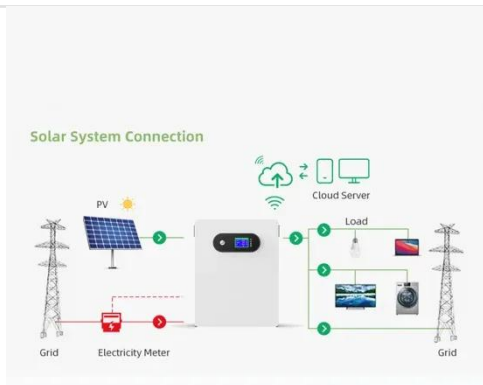 Solar System Connection
Cloud Server
PV
Load
Grid
Electricity Meter
Grid